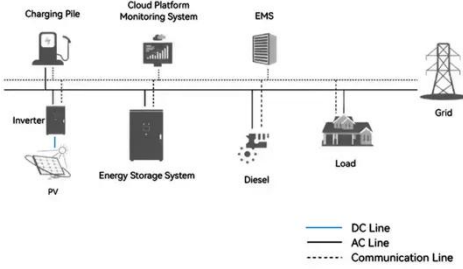 Charging Pile
Cloud Platform
Monitoring System
EMS
Grid
Inverter
PV
Energy Storage System
Diesel
Load
DC Line
AC Line
Communication Line